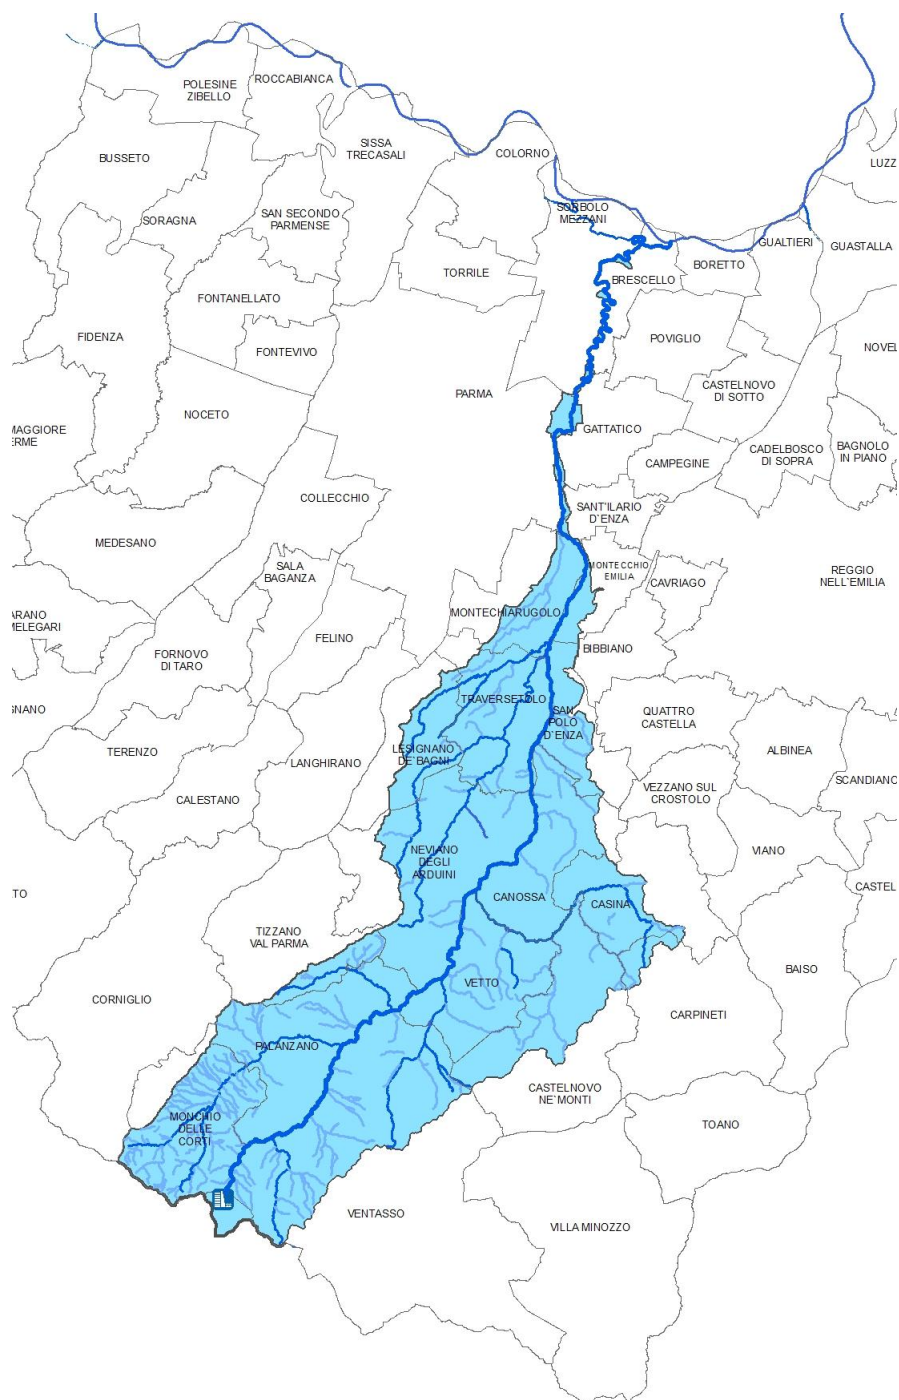 ROCCABIANCA
POLESINE
ZIBELLO
SISSA
TRECASALI
COLORNO
BUSSETO
LUZZ
SORAGNA
SAN SECONDO
PARMENSE
SORBOLO
MEZZANI
GUALTIERI
GUASTALLA
BORETTO
TORRILE
BRESCELLO
FONTANELLATO
FIDENZA
FONTEVIVO
POVIGLIO
NOVEL
PARMA
CASTELNOVO
DI SOTTO
NOCETO
MAGGIORE
ERME
GATTATICO
CADELBOSCO
DI SOPRA
BAGNOLO
IN PIANO
CAMPEGINE
COLLECCHIO
SANT'ILARIO
D'ENZA
MEDESANO
SALA
BAGANZA
MONTECCHIO
EMILIA
CAVRIAGO
REGGIO
NELL'EMILIA
ARANO
MELEGARI
MONTECHIARUGOLO
FELINO
FORNOVO
DI TARO
BIBBIANO
GNANO
TRAVERSETOLO
SAN
POLO
D'ENZA
QUATTRO
CASTELLA
TERENZO
LESIGNANO
DE'BAGNI
LANGHIRANO
ALBINEA
SCANDIANO
CALESTANO
VEZZANO SUL
CROSTOLO
NEVIANO
DEGLI
ARDUINI
VIANO
TO
CANOSSA
CASINA
CASTEL
TIZZANO
VAL PARMA
BAISO
VETTO
CORNIGLIO
CARPINETI
PALANZANO
CASTELNOVO
NE'MONTI
MONCHIO
DELLE
CORTI
TOANO
VENTASSO
VILLA MINOZZO